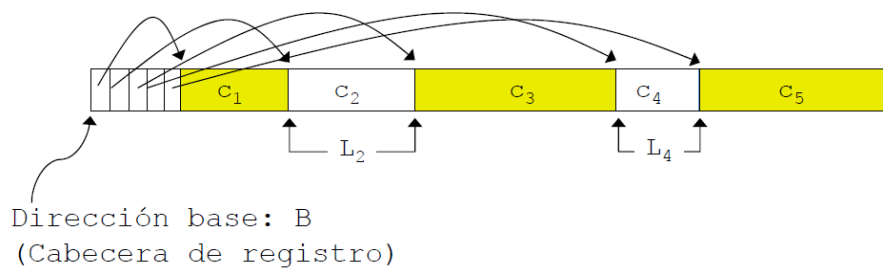 c1 c2 c3 c4 c5
L2 L4
Dirección base: B
(Cabecera de registro)